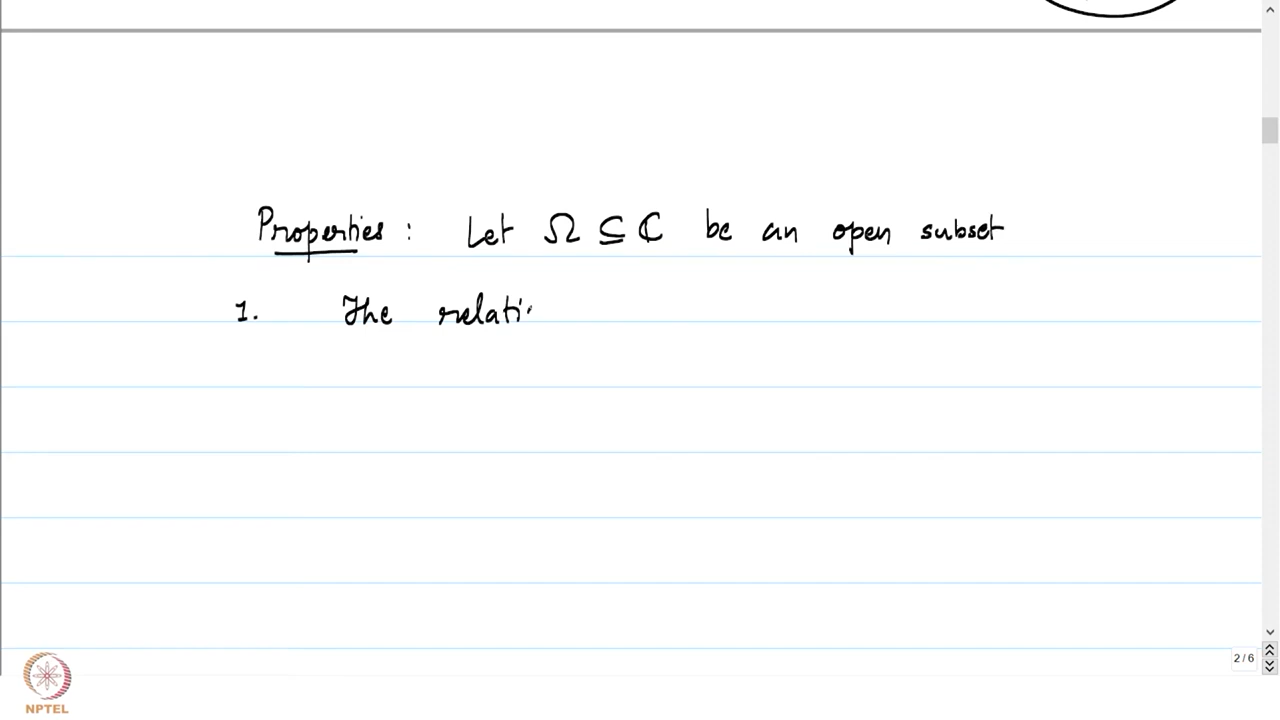 Properties : Let Ω ⊆ ℂ be an open subset
1. The relati
2 / 6
NPTEL